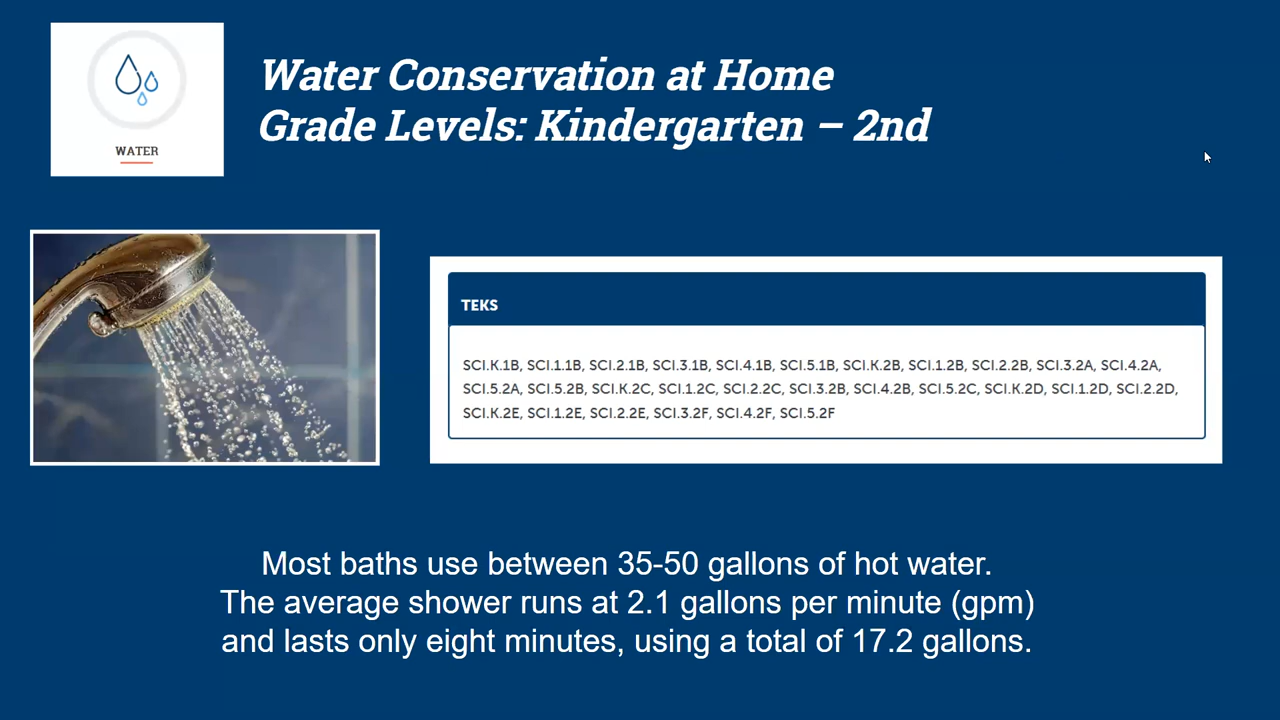 WATER
Water Conservation at Home
Grade Levels: Kindergarten – 2nd
TEKS
SCI.K.1B, SCI.1.1B, SCI.2.1B, SCI.3.1B, SCI.4.1B, SCI.5.1B, SCI.K.2B, SCI.1.2B, SCI.2.2B, SCI.3.2A, SCI.4.2A,
SCI.5.2A, SCI.5.2B, SCI.K.2C, SCI.1.2C, SCI.2.2C, SCI.3.2B, SCI.4.2B, SCI.5.2C, SCI.K.2D, SCI.1.2D, SCI.2.2D,
SCI.K.2E, SCI.1.2E, SCI.2.2E, SCI.3.2F, SCI.4.2F, SCI.5.2F
Most baths use between 35-50 gallons of hot water.
The average shower runs at 2.1 gallons per minute (gpm)
and lasts only eight minutes, using a total of 17.2 gallons.